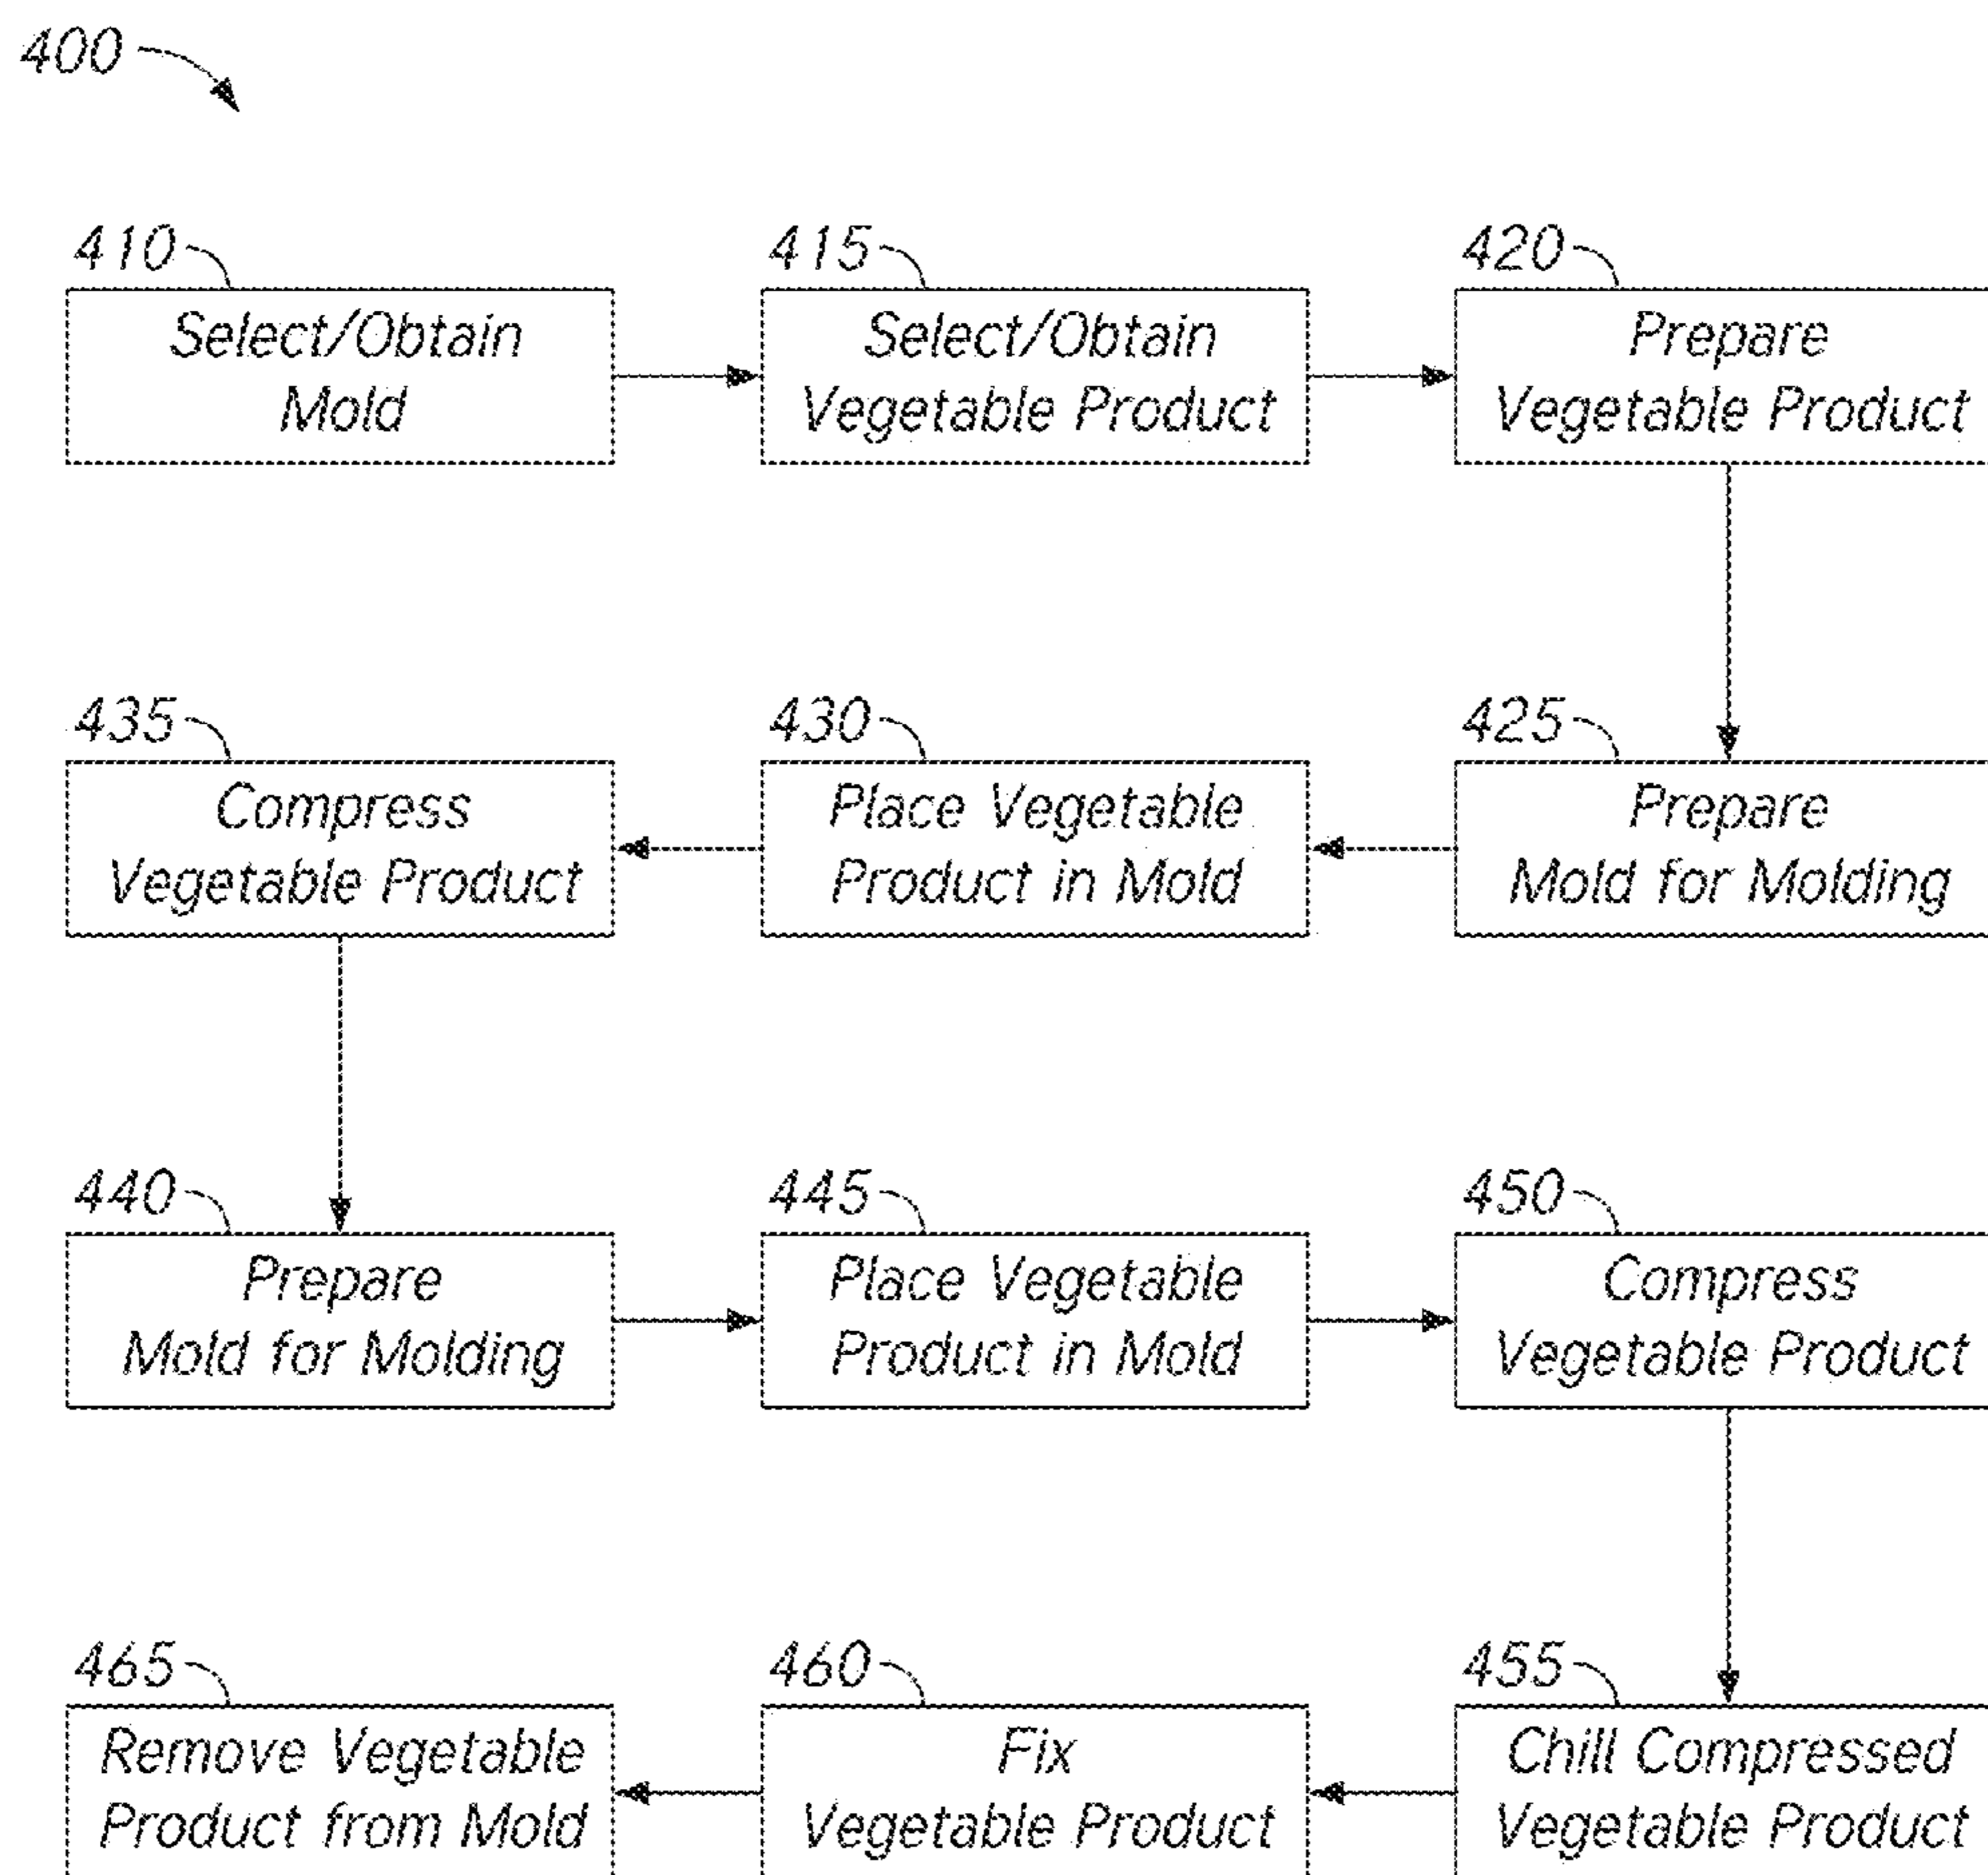 400
410
Select/Obtain
Mold
415
Select/Obtain
Vegetable Product
420
Prepare
Vegetable Product
425
Prepare
Mold for Molding
430
Place Vegetable
Product in Mold
435
Compress
Vegetable Product
440
Prepare
Mold for Molding
445
Place Vegetable
Product in Mold
450
Compress
Vegetable Product
455
Chill Compressed
Vegetable Product
460
Fix
Vegetable Product
465
Remove Vegetable
Product from Mold